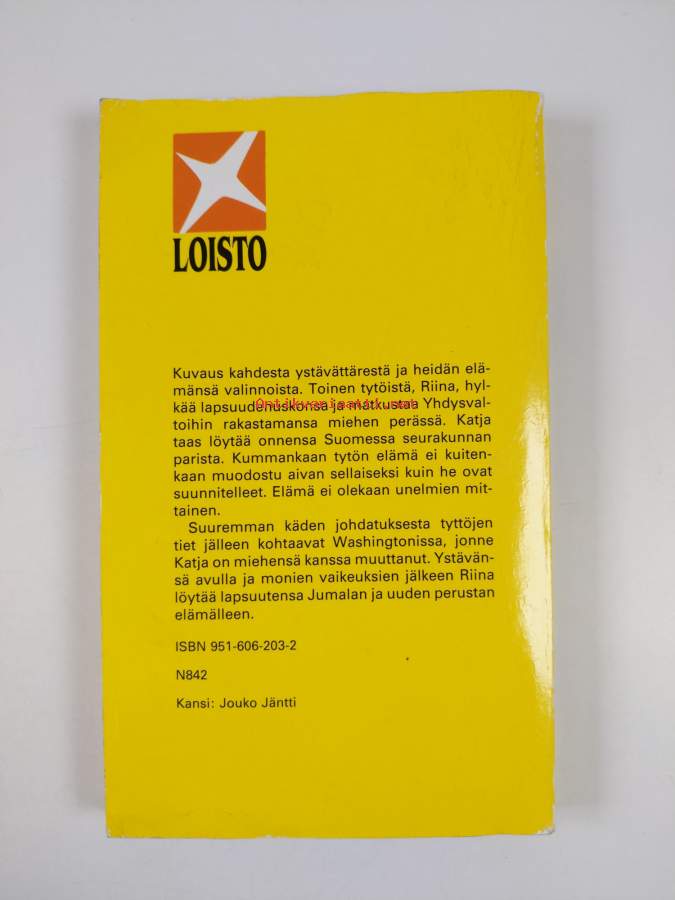 LOISTO
Kuvaus kahdesta ystävättärestä ja heidän elä-
mänsä valinnoista. Toinen tytöistä, Riina, hyl-
kää lapsuudenuskonsa ja matkustaa Yhdysval-
Antikvariaatti.net
toihin rakastamansa miehen perässä. Katja
taas löytää onnensa Suomessa seurakunnan
parista. Kummankaan tytön elämä ei kuiten-
kaan muodostu aivan sellaiseksi kuin he ovat
suunnitelleet. Elämä ei olekaan unelmien mit-
tainen.
Suuremman käden johdatuksesta tyttöjen
tiet jälleen kohtaavat Washingtonissa, jonne
Katja on miehensä kanssa muuttanut. Ystävän-
sä avulla ja monien vaikeuksien jälkeen Riina
löytää lapsuutensa Jumalan ja uuden perustan
elämälleen.
ISBN 951-606-203-2
N842
Kansi: Jouko Jäntti